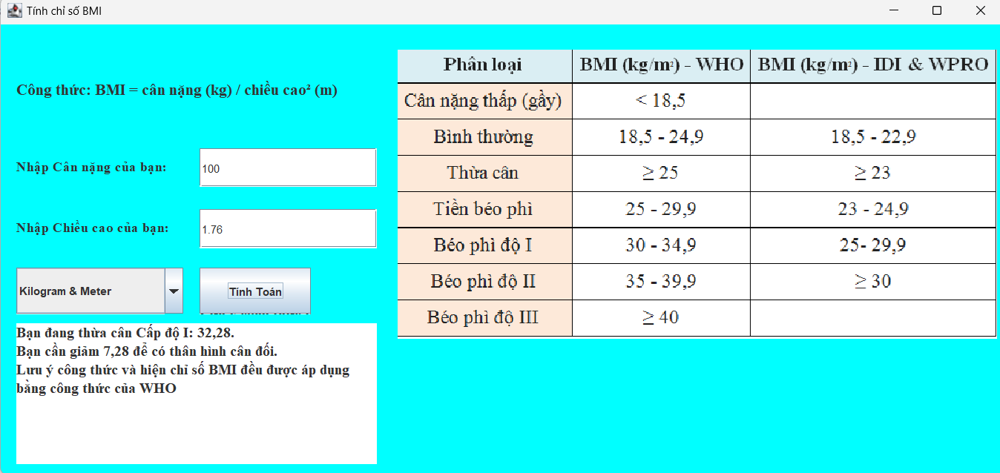 Tính chỉ số BMI
Công thức: BMI = cân nặng (kg) / chiều cao² (m)
Nhập Cân nặng của bạn:
100
Nhập Chiều cao của bạn:
1.76
Kilogram & Meter
Tính Toán
Bạn đang thừa cân Cấp độ I: 32,28.
Bạn cần giảm 7,28 để có thân hình cân đối.
Lưu ý công thức và hiện chỉ số BMI đều được áp dụng
bằng công thức của WHO
Phân loại BMI (kg/m²) - WHO BMI (kg/m²) - IDI & WPRO
Cân nặng thấp (gầy) < 18,5
Bình thường 18,5 - 24,9 18,5 - 22,9
Thừa cân ≥ 25 ≥ 23
Tiền béo phì 25 - 29,9 23 - 24,9
Béo phì độ I 30 - 34,9 25- 29,9
Béo phì độ II 35 - 39,9 ≥ 30
Béo phì độ III ≥ 40